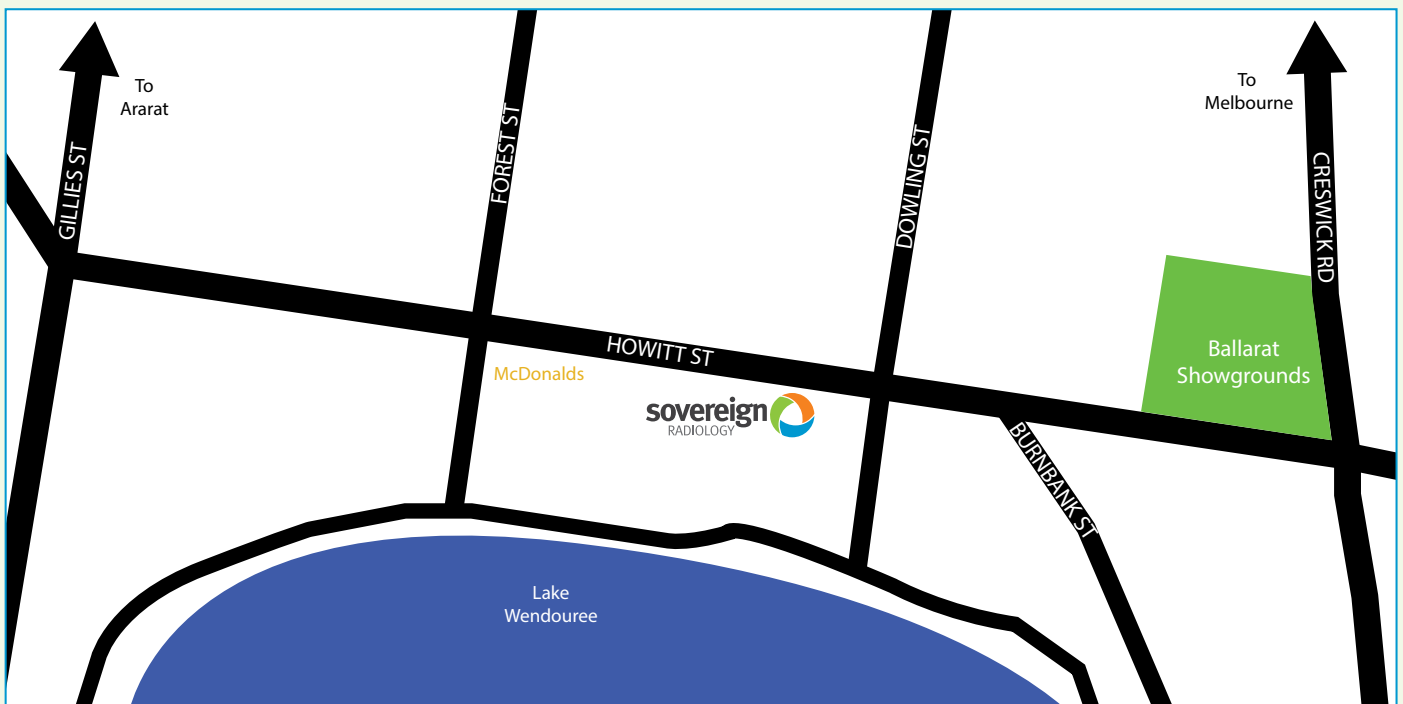 To
Ararat
GILLIES ST
FOREST ST
DOWLING ST
To
Melbourne
CRESWICK RD
HOWITT ST
McDonalds
sovereign
RADIOLOGY
Ballarat
Showgrounds
BURNBANK ST
Lake
Wendouree